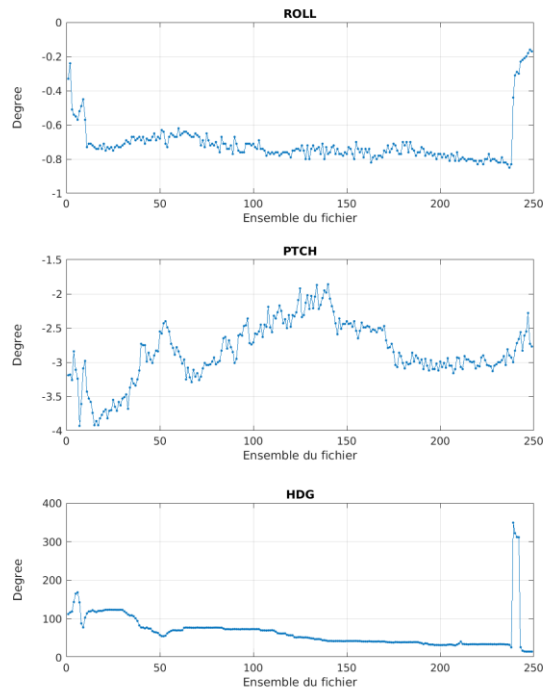 ROLL
0
-0.2
-0.4
-0.6
-0.8
-1
Degree
0 50 100 150 200 250
Ensemble du fichier
PTCH
-1.5
-2
-2.5
-3
-3.5
-4
Degree
0 50 100 150 200 250
Ensemble du fichier
HDG
400
300
200
100
0
Degree
0 50 100 150 200 250
Ensemble du fichier